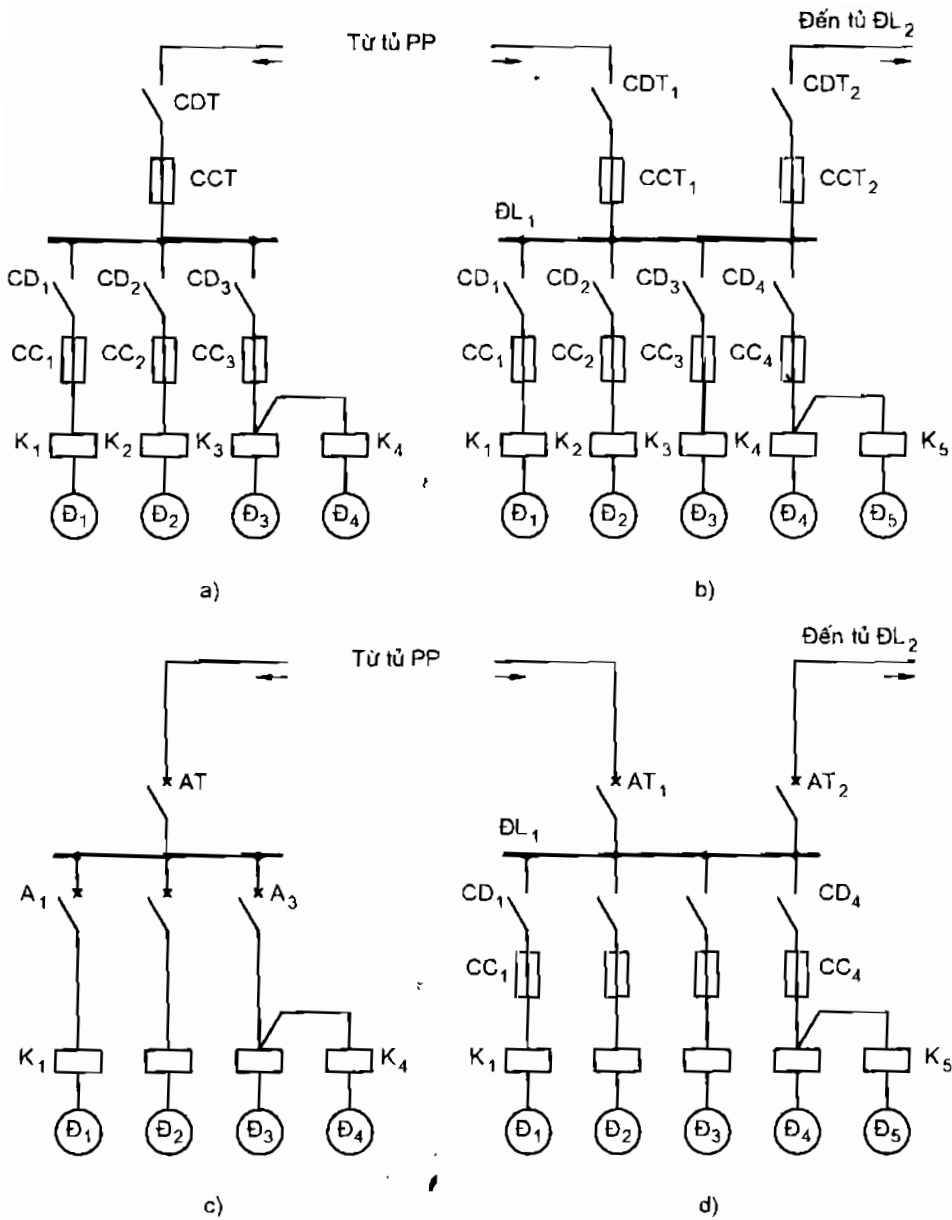 Từ tủ PP
Đến tủ ĐL₂
CDT
CDT₁
CDT₂
CCT
CCT₁
CCT₂
ĐL₁
CD₁ CD₂ CD₃
CD₁ CD₂ CD₃ CD₄
CC₁ CC₂ CC₃
CC₁ CC₂ CC₃ CC₄
K₁ K₂ K₃ K₄
K₁ K₂ K₃ K₄ K₅
Đ₁ Đ₂ Đ₃ Đ₄
Đ₁ Đ₂ Đ₃ Đ₄ Đ₅
a)
b)
Từ tủ PP
Đến tủ ĐL₂
AT
AT₁
AT₂
ĐL₁
A₁ A₃
CD₁ CD₄
CC₁ CC₄
K₁ K₄
K₁ K₅
Đ₁ Đ₂ Đ₃ Đ₄
Đ₁ Đ₂ Đ₃ Đ₄ Đ₅
c)
d)